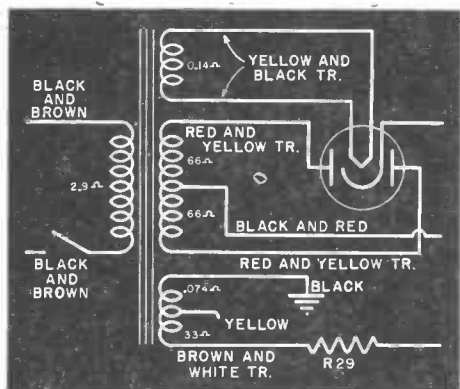 0.14Ω
YELLOW AND
BLACK TR.
BLACK
AND
BROWN
RED AND
YELLOW TR.
66Ω
2.9Ω
66Ω
BLACK AND RED
BLACK
AND
BROWN
RED AND YELLOW TR.
.074Ω
BLACK
YELLOW
.33Ω
BROWN AND
WHITE TR.
R29